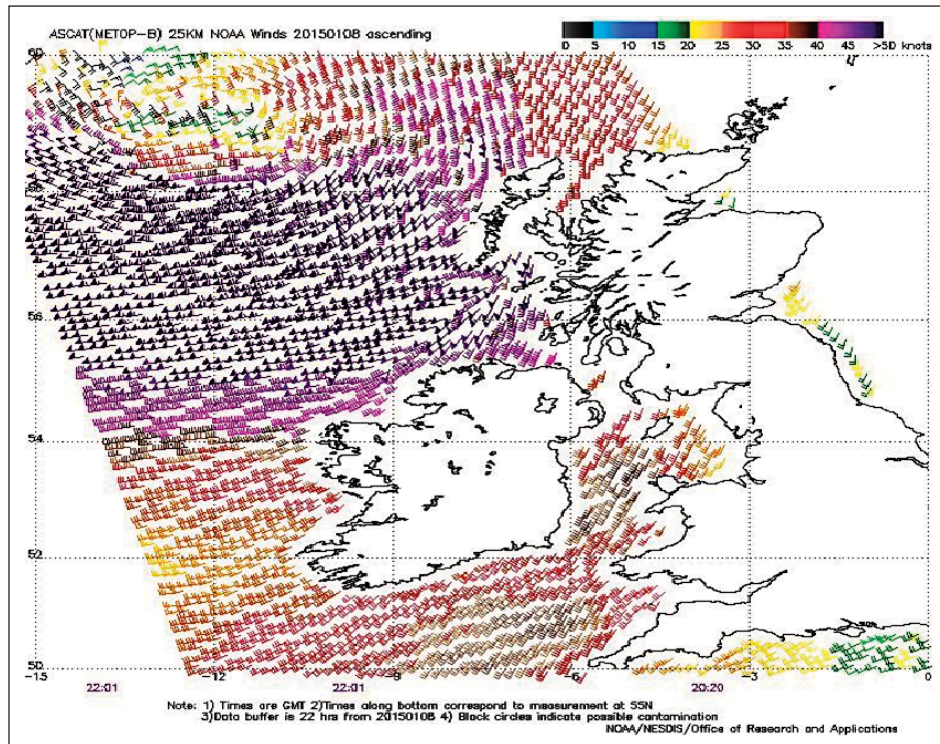 ASCAT(METOP-B) 25KM NOAA Winds 20150108 ascending
0 5 10 15 20 25 30 35 40 45 >50 knots
60
56
54
52
50
-15 -12 -9 -6 -3 0
22:01 22:01 20:20
Note: 1) Times are GMT 2)Times along bottom correspond to measurement at 55N
3)Data buffer is 22 hrs from 20150108 4) Black circles indicate possible contamination
NOAA/NESDIS/Office of Research and Applications